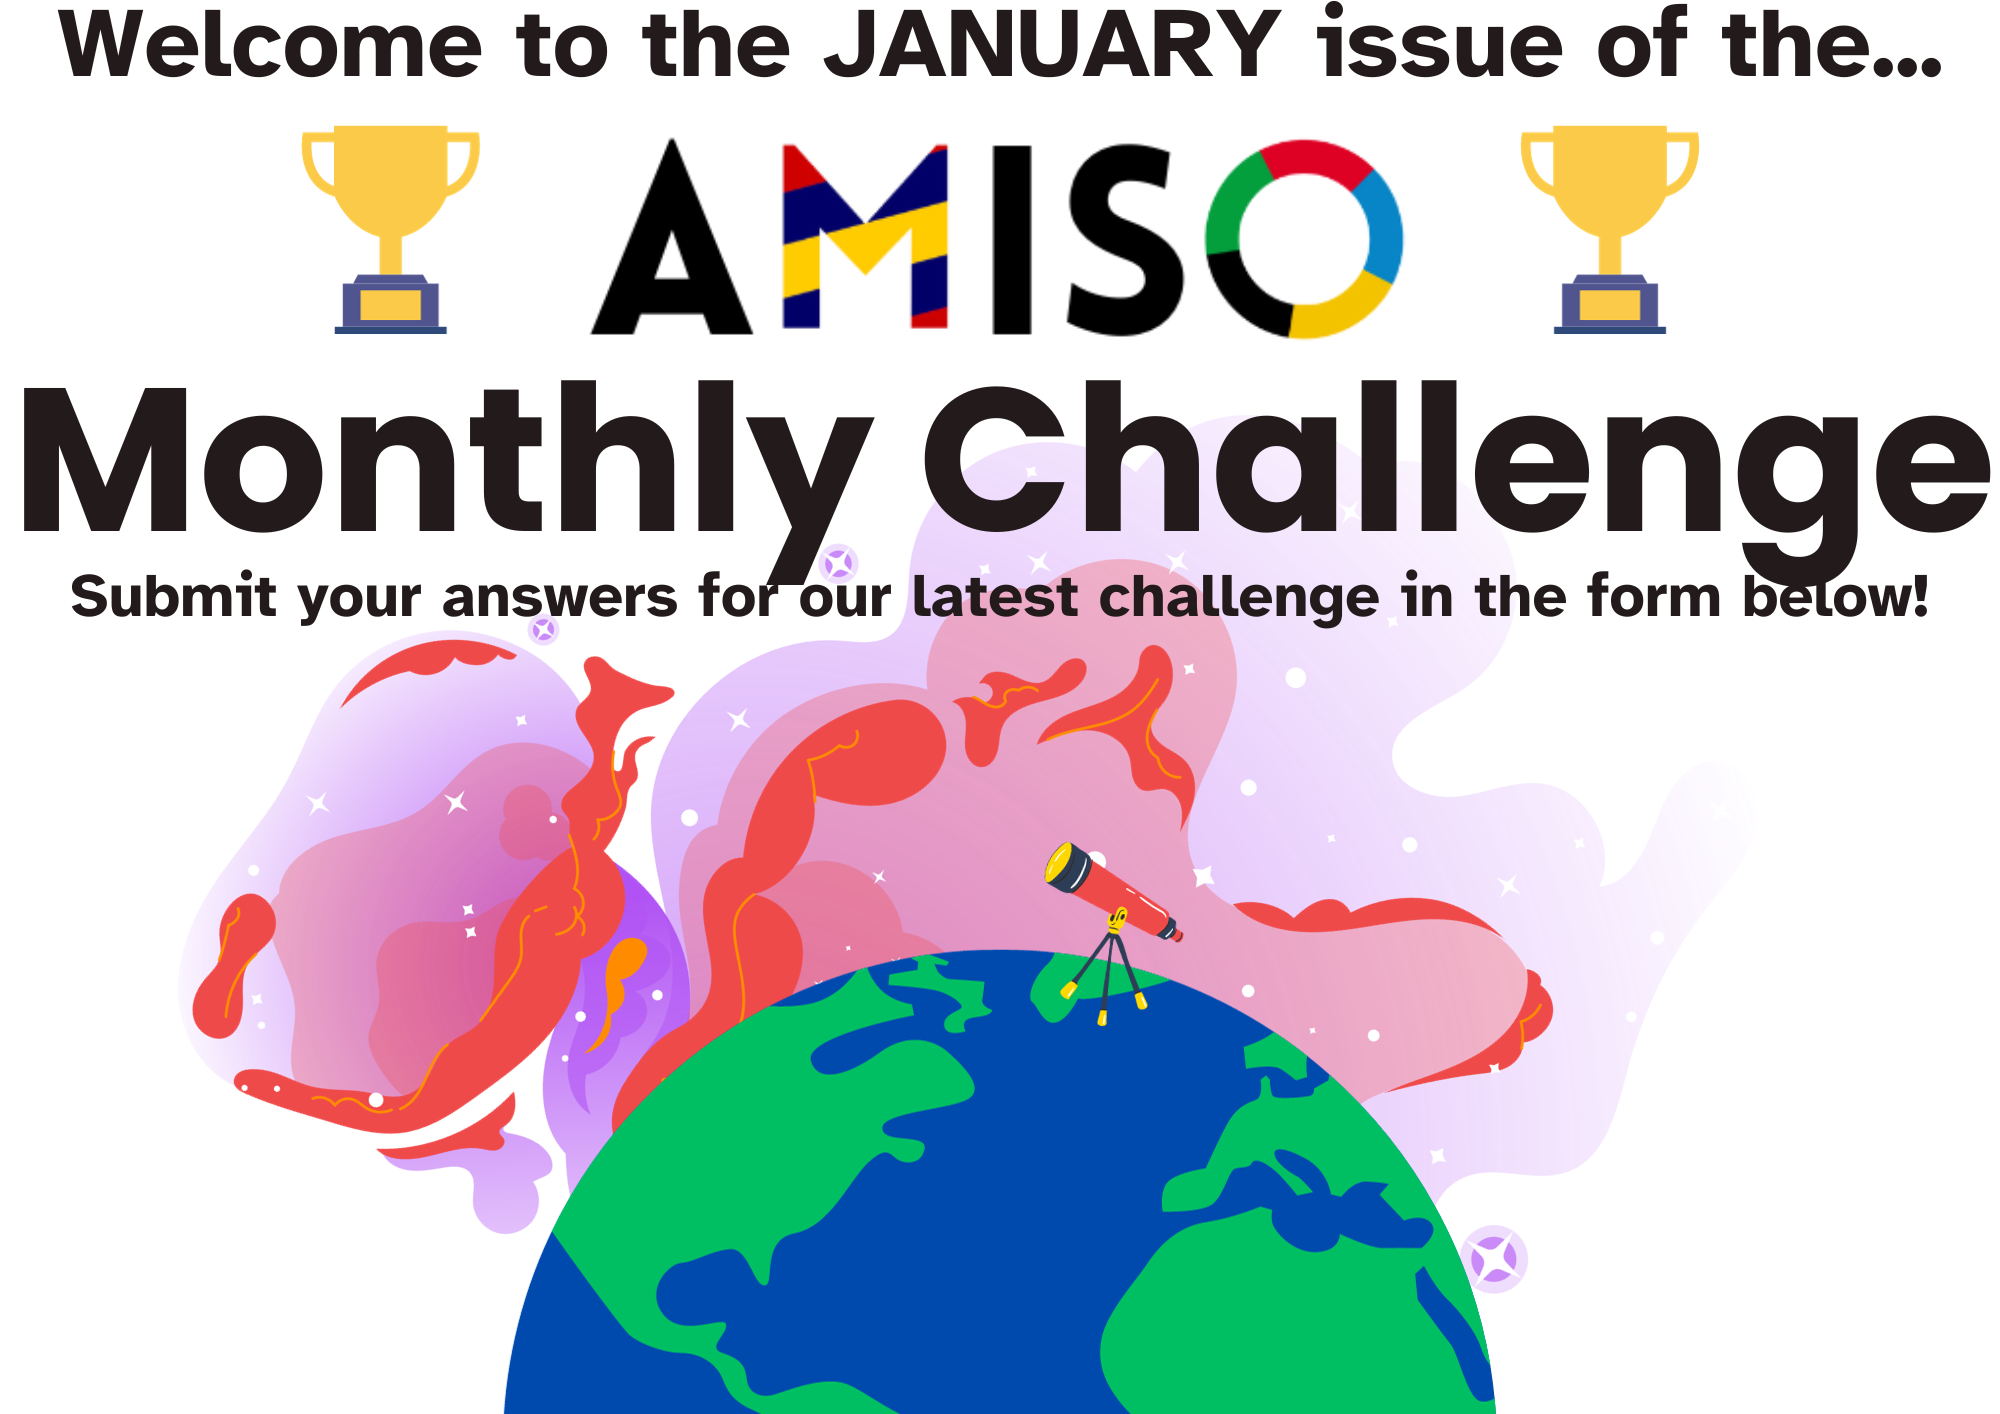 Welcome to the JANUARY issue of the...
AMISO
Monthly Challenge
Submit your answers for our latest challenge in the form below!